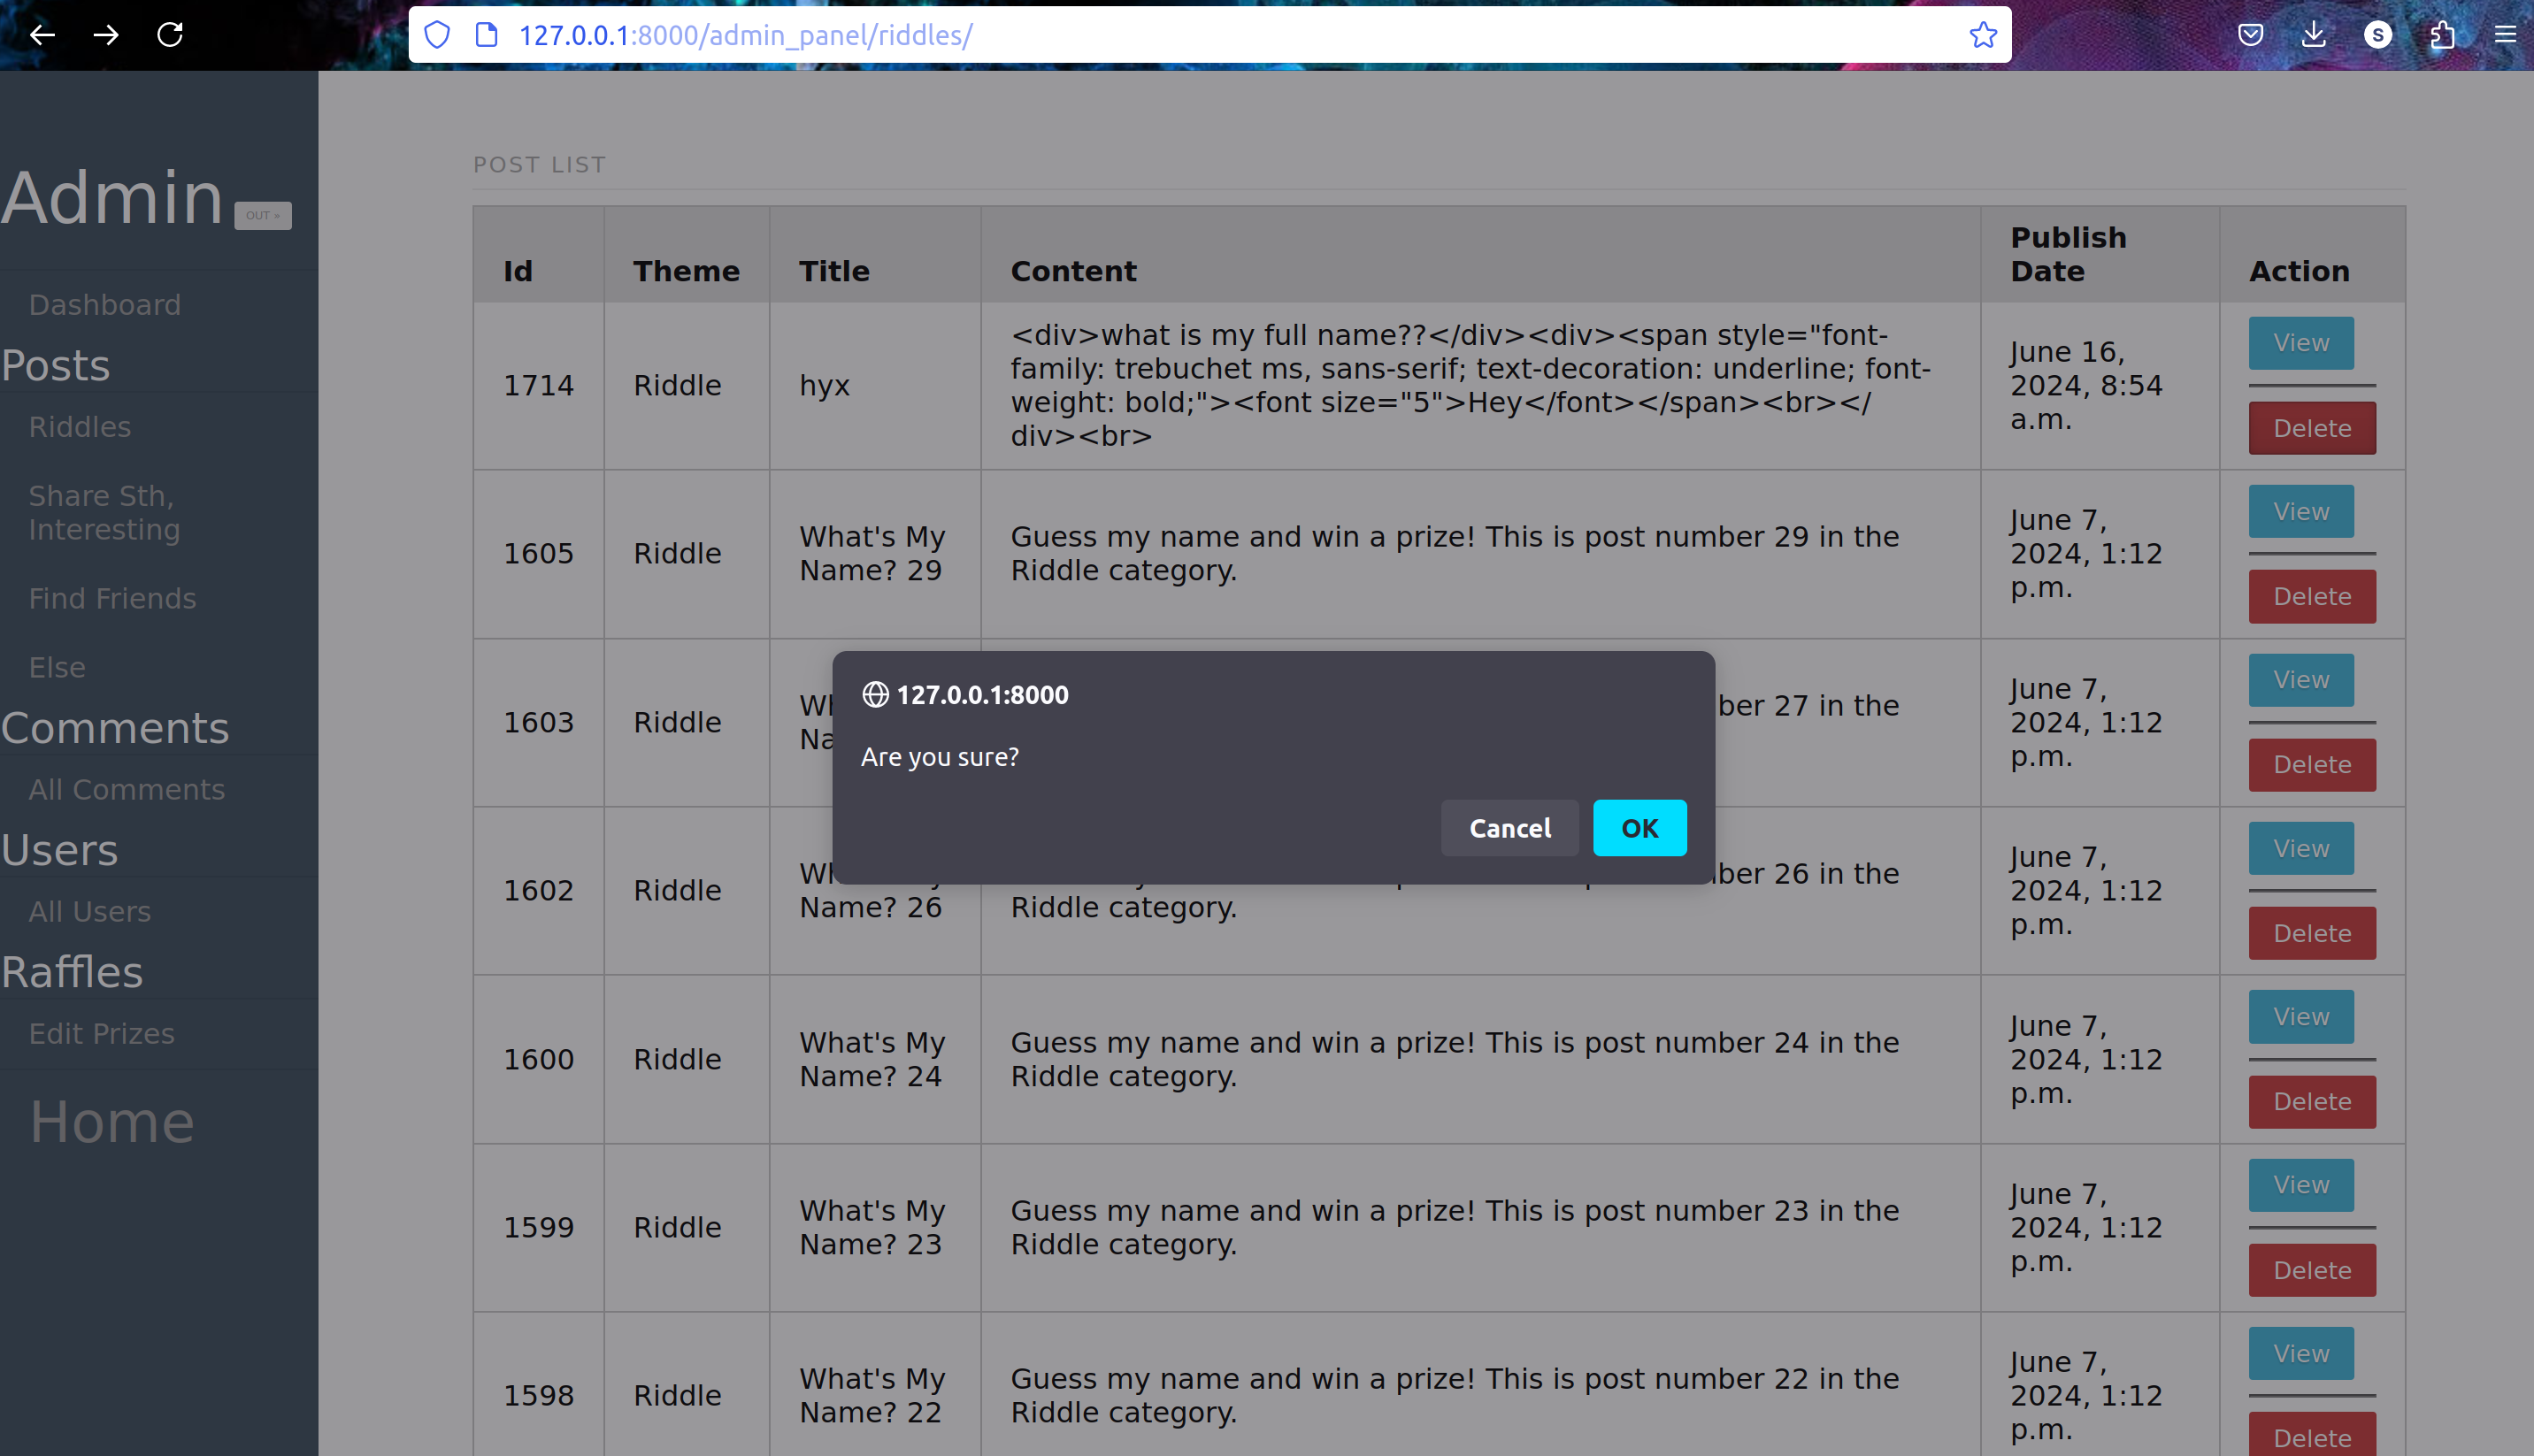 127.0.0.1:8000/admin_panel/riddles/
S
Admin OUT »
Dashboard
Posts
Riddles
Share Sth,
Interesting
Find Friends
Else
Comments
All Comments
Users
All Users
Raffles
Edit Prizes
Home
POST LIST
Id Theme Title Content Publish Date Action
1714 Riddle hyx
<div>what is my full name??</div><div><span style="font-
family: trebuchet ms, sans-serif; text-decoration: underline; font-
weight: bold;"><font size="5">Hey</font></span><br></
div><br>
June 16,
2024, 8:54
a.m.
View
Delete
1605 Riddle
What's My
Name? 29
Guess my name and win a prize! This is post number 29 in the
Riddle category.
June 7,
2024, 1:12
p.m.
View
Delete
1603 Riddle
ber 27 in the
June 7,
2024, 1:12
p.m.
View
Delete
127.0.0.1:8000
Are you sure?
Cancel OK
1602 Riddle
Name? 26
ber 26 in the
Riddle category.
June 7,
2024, 1:12
p.m.
View
Delete
1600 Riddle
What's My
Name? 24
Guess my name and win a prize! This is post number 24 in the
Riddle category.
June 7,
2024, 1:12
p.m.
View
Delete
1599 Riddle
What's My
Name? 23
Guess my name and win a prize! This is post number 23 in the
Riddle category.
June 7,
2024, 1:12
p.m.
View
Delete
1598 Riddle
What's My
Name? 22
Guess my name and win a prize! This is post number 22 in the
Riddle category.
June 7,
2024, 1:12
p.m.
View
Delete